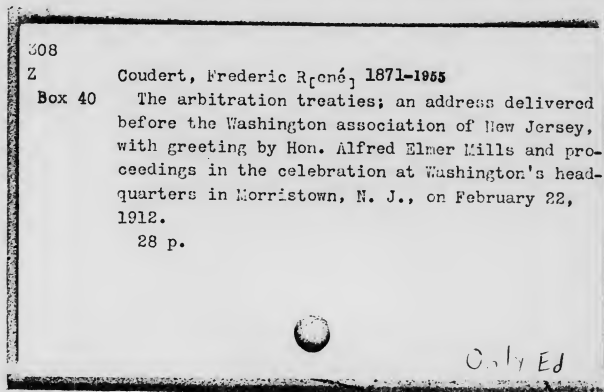 308
Z Coudert, Frederic R[ené] 1871-1955
Box 40 The arbitration treaties; an address delivered
before the Washington association of New Jersey,
with greeting by Hon. Alfred Elmer Mills and pro-
ceedings in the celebration at Washington's head-
quarters in Morristown, N. J., on February 22,
1912.
28 p.
Only Ed